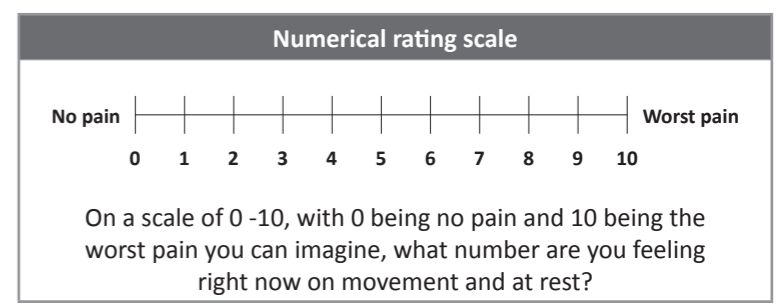 Numerical rating scale
No pain Worst pain
0 1 2 3 4 5 6 7 8 9 10
On a scale of 0 -10, with 0 being no pain and 10 being the
worst pain you can imagine, what number are you feeling
right now on movement and at rest?